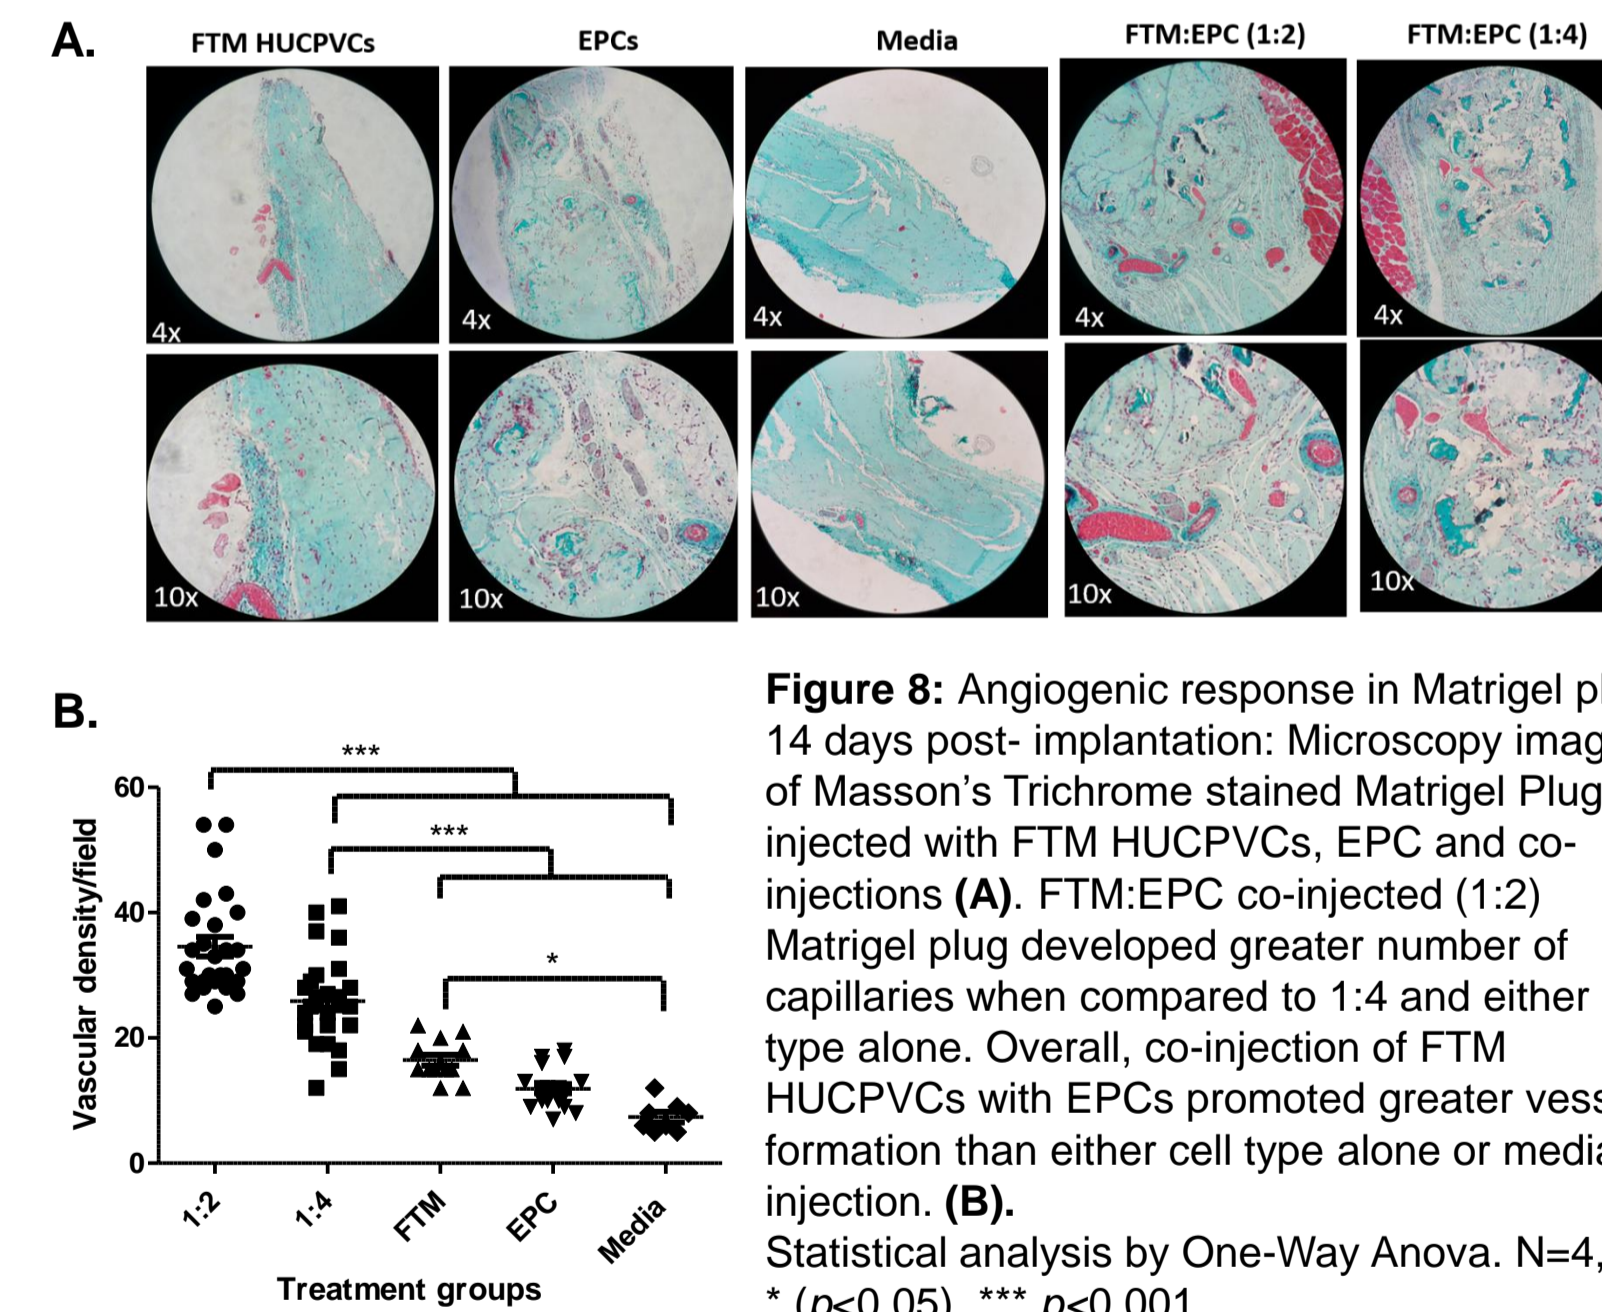 A.
FTM HUCPVCs
EPCs
Media
FTM:EPC (1:2)
FTM:EPC (1:4)
4x
4x
4x
4x
4x
10x
10x
10x
10x
10x
B.
***
***
*
60
40
20
0
Vascular density/field
1:2
1:4
FTM
EPC
Media
Treatment groups
Figure 8: Angiogenic response in Matrigel
14 days post- implantation: Microscopy
of Masson’s Trichrome stained Matrigel Plug
injected with FTM HUCPVCs, EPC and co-
injections (A). FTM:EPC co-injected (1:2)
Matrigel plug developed greater number of
capillaries when compared to 1:4 and either
type alone. Overall, co-injection of FTM
HUCPVCs with EPCs promoted greater
formation than either cell type alone or media
injection. (B).
Statistical analysis by One-Way Anova. N=4,
* (p<0.05), *** p<0.001